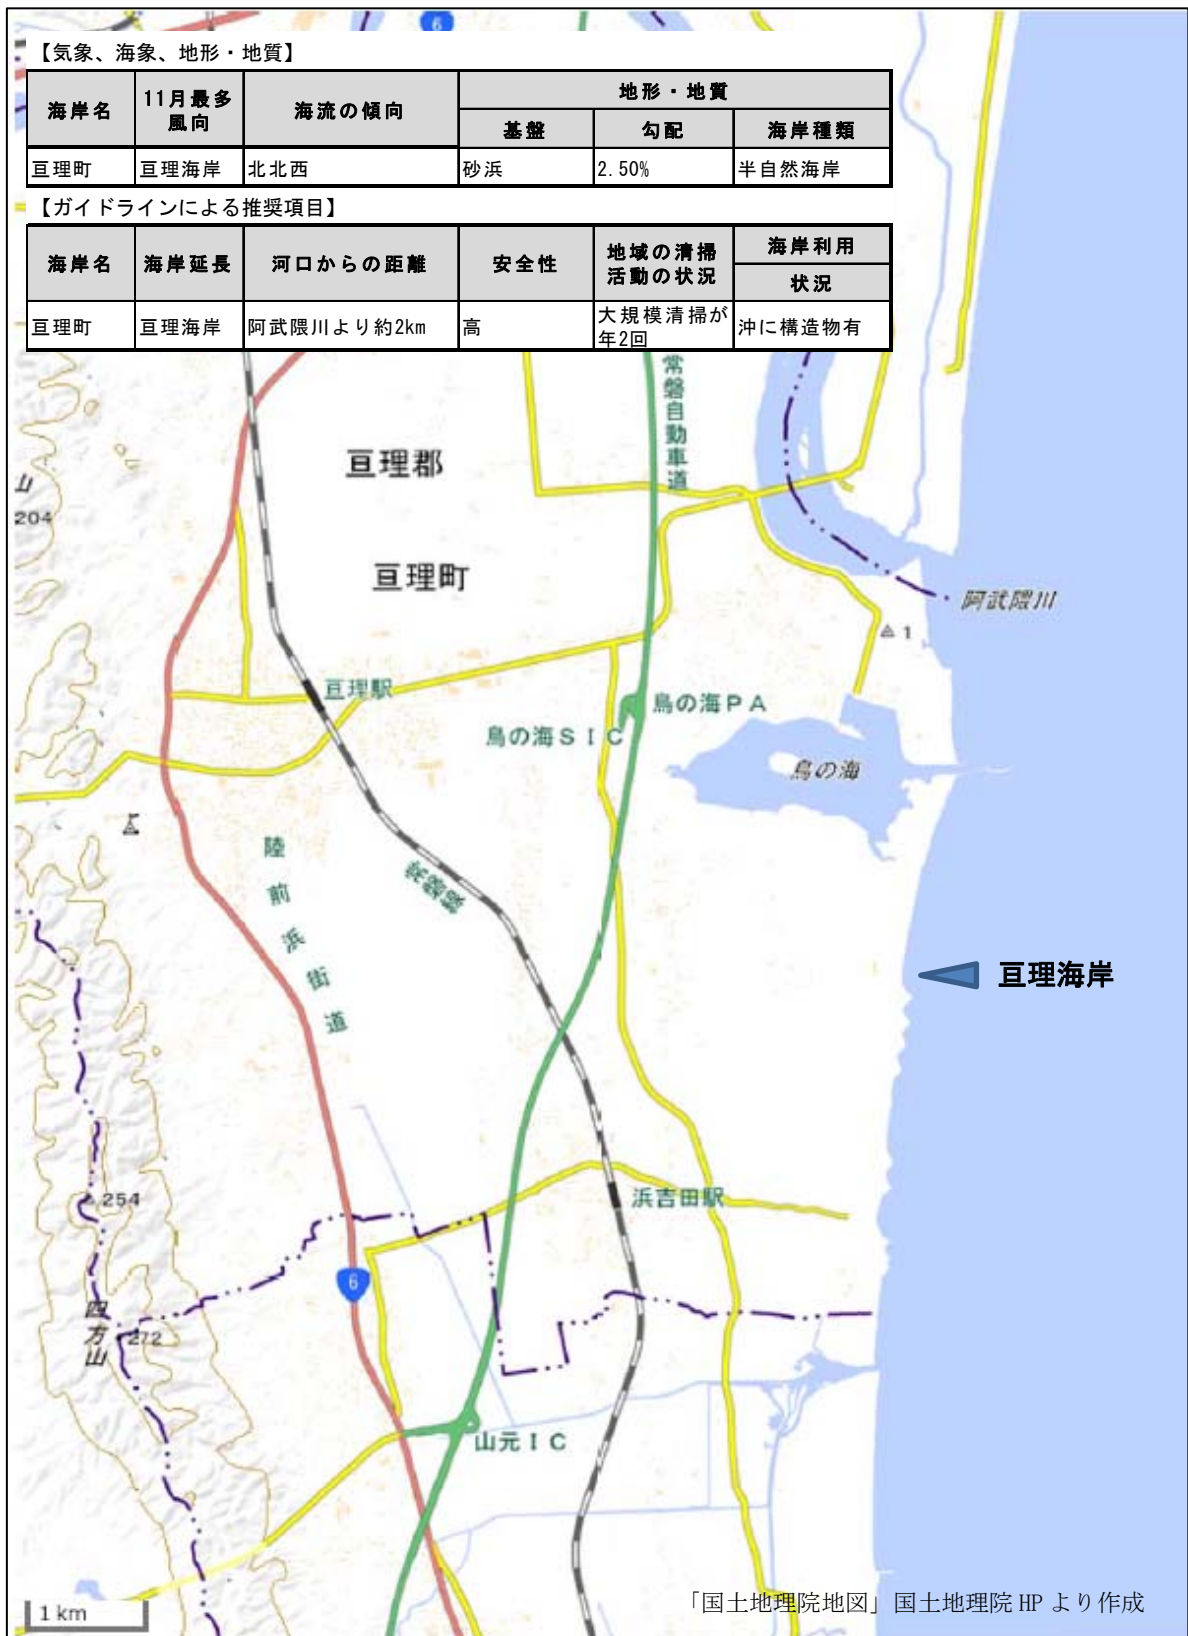 6
【気象、海象、地形・地質】
海岸名 11月最多風向 海流の傾向 地形・地質
基盤 勾配 海岸種類
亘理町 亘理海岸 北北西 砂浜 2.50% 半自然海岸
【ガイドラインによる推奨項目】
海岸名 海岸延長 河口からの距離 安全性 地域の清掃活動の状況 海岸利用
状況
亘理町 亘理海岸 阿武隈川より約2km 高 大規模清掃が年2回 沖に構造物有
常磐自動車道
亘理郡
山
204
亘理町
阿武隈川
1
亘理駅
鳥の海PA
鳥の海SIC
鳥の海
陸前浜街道
常磐線
亘理海岸
254
浜吉田駅
6
四方山
272
山元IC
1 km
「国土地理院地図」国土地理院 HP より作成